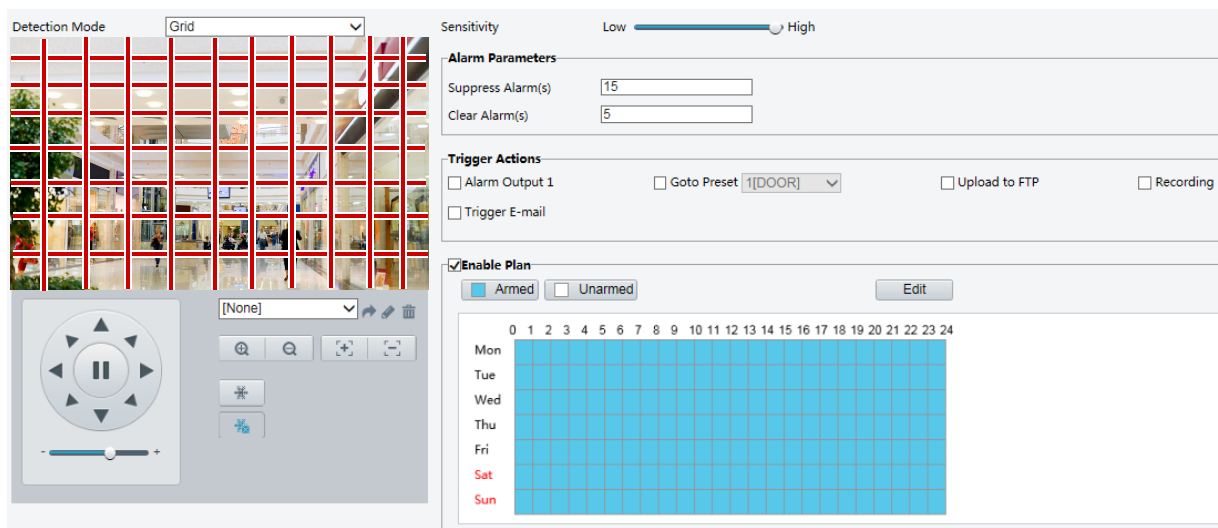 Detection Mode Grid
Sensitivity Low High
Alarm Parameters
Suppress Alarm(s) 15
Clear Alarm(s) 5
Trigger Actions
Alarm Output 1 Goto Preset 1[DOOR] Upload to FTP Recording
Trigger E-mail
Enable Plan
Armed Unarmed Edit
[None]
- +
0 1 2 3 4 5 6 7 8 9 10 11 12 13 14 15 16 17 18 19 20 21 22 23 24
Mon
Tue
Wed
Thu
Fri
Sat
Sun